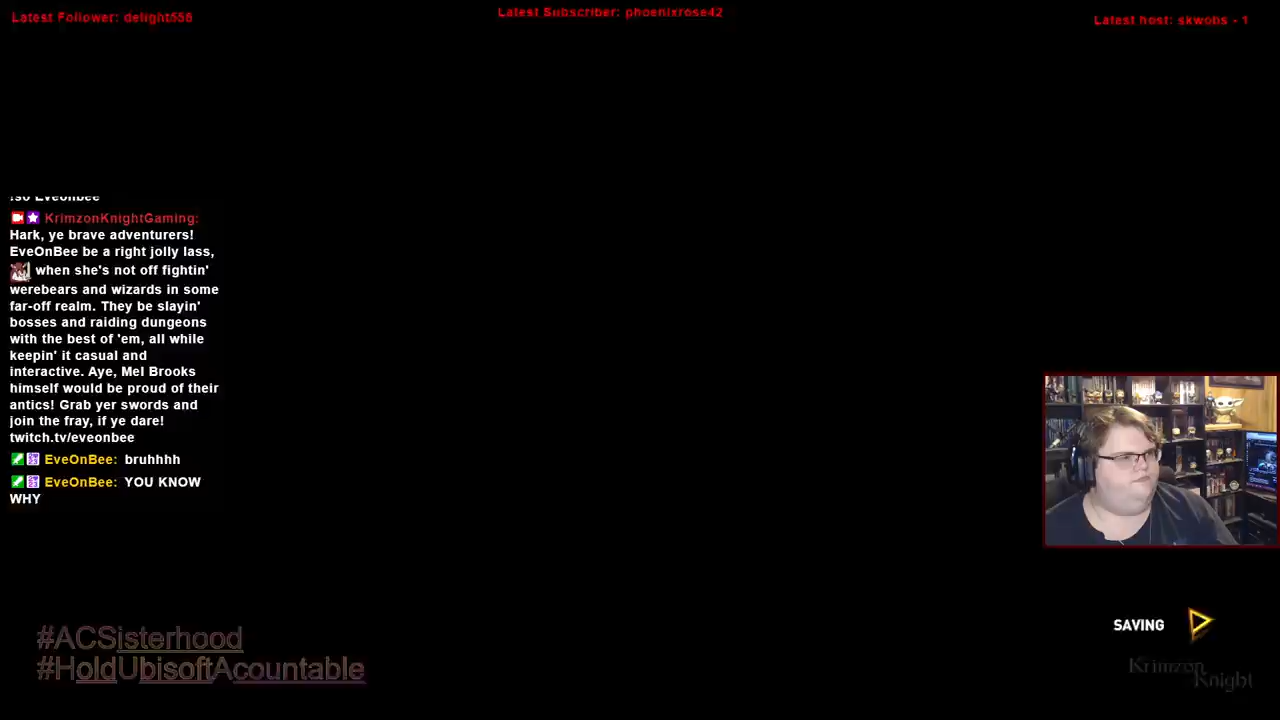 Latest Follower: delight556
Latest Subscriber: phoenixrose42
Latest host: skwobs - 1
!so Eveonbee
KrimzonKnightGaming:
Hark, ye brave adventurers!
EveOnBee be a right jolly lass,
when she's not off fightin'
werebears and wizards in some
far-off realm. They be slayin'
bosses and raiding dungeons
with the best of 'em, all while
keepin' it casual and
interactive. Aye, Mel Brooks
himself would be proud of their
antics! Grab yer swords and
join the fray, if ye dare!
twitch.tv/eveonbee
EveOnBee: bruhhhh
EveOnBee: YOU KNOW
WHY
#ACSisterhood
#HoldUbisoftAcountable
SAVING
Krimzon
Knight